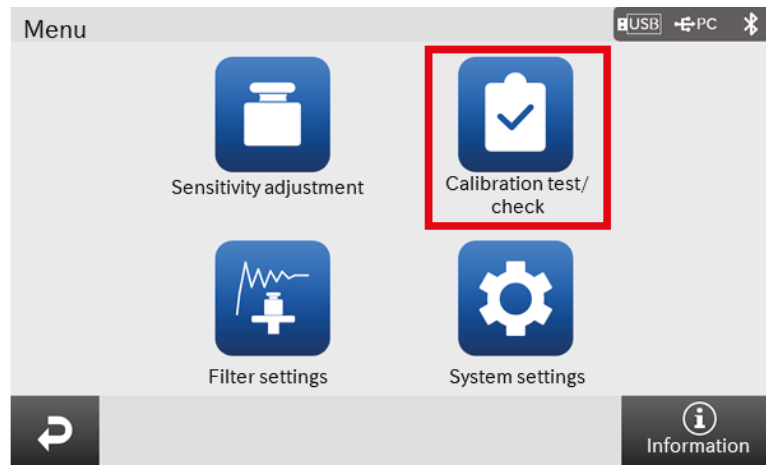 Menu
USB
PC
Sensitivity adjustment
Calibration test/
check
Filter settings
System settings
Information